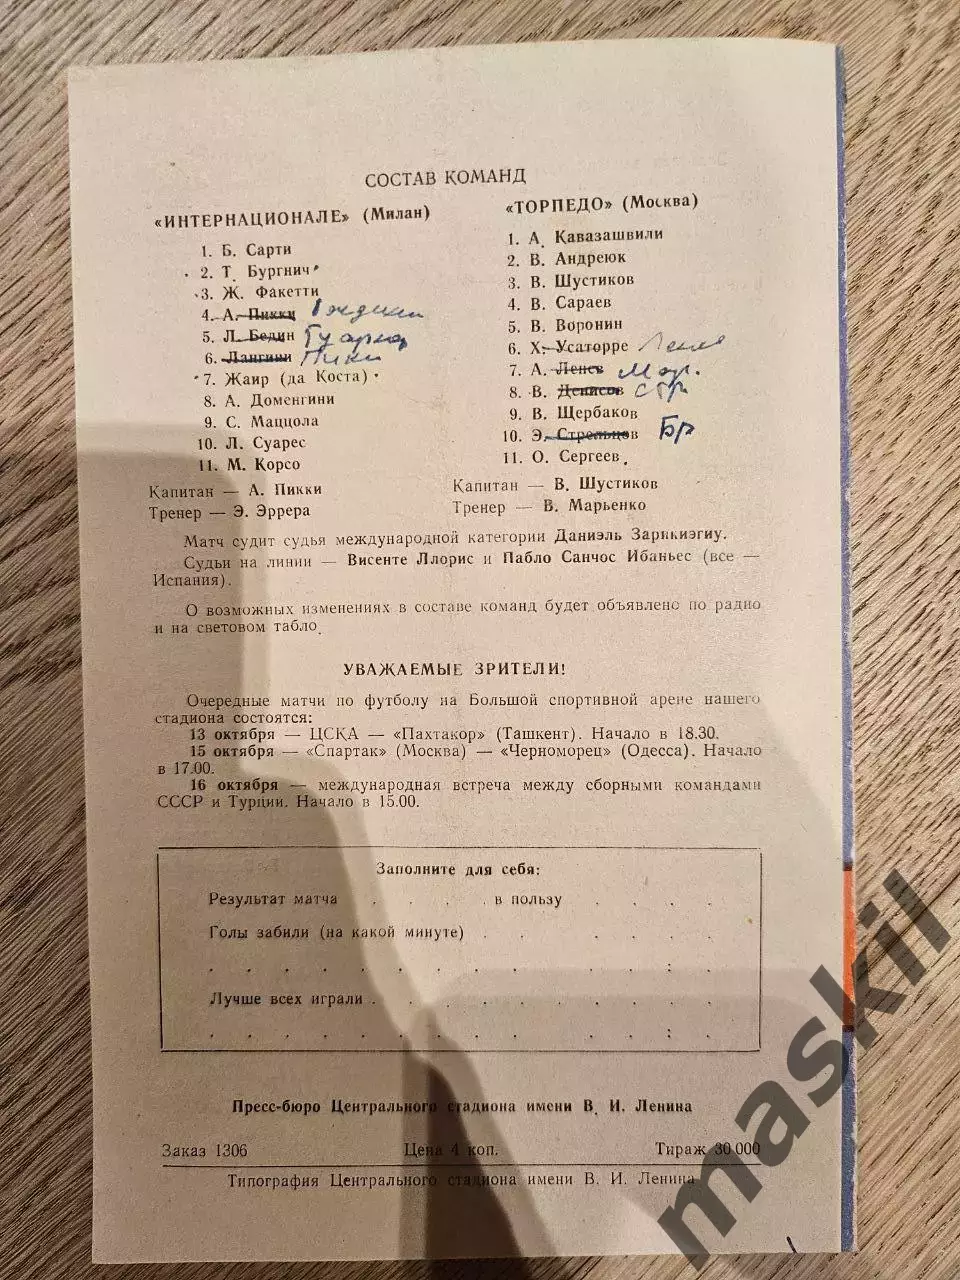 СОСТАВ КОМАНД
«ИНТЕРНАЦИОНАЛЕ» (Милан)
1. Б. Сарти
2. Т. Бургнич
3. Ж. Факетти
4. А. Пикки
5. Л. Бедин Гуарн
6. Лангини Пики
7. Жаир (да Коста)
8. А. Доменгини
9. С. Маццола
10. Л. Суарес
11. М. Корсо
Капитан — А. Пикки
Тренер — Э. Эррера
«ТОРПЕДО» (Москва)
1. А. Кавазашвили
2. В. Андреюк
3. В. Шустиков
4. В. Сараев
5. В. Воронин
6. Х. Усаторре
7. А. Ленев Мар.
8. В. Денисов Стр
9. В. Щербаков
10. Э. Стрельцов Бр
11. О. Сергеев.
Капитан — В. Шустиков
Тренер — В. Марьенко
Матч судит судья международной категории Даниэль Зарикиэгиу.
Судьи на линии — Висенте Ллорис и Пабло Санчос Ибаньес (все —
Испания).
О возможных изменениях в составе команд будет объявлено по радио
и на световом табло.
УВАЖАЕМЫЕ ЗРИТЕЛИ!
Очередные матчи по футболу на Большой спортивной арене нашего
стадиона состоятся:
13 октября — ЦСКА — «Пахтакор» (Ташкент). Начало в 18.30.
15 октября — «Спартак» (Москва) — «Черноморец» (Одесса). Начало
в 17.00.
16 октября — международная встреча между сборными командами
СССР и Турции. Начало в 15.00.
Заполните для себя:
Результат матча . . . . в пользу . . . .
Голы забили (на какой минуте) . . . . .
Лучше всех играли . . . . . . .
Пресс-бюро Центрального стадиона имени В. И. Ленина
Заказ 1306 Цена 4 коп. Тираж 30 000
Типография Центрального стадиона имени В. И. Ленина
maskil